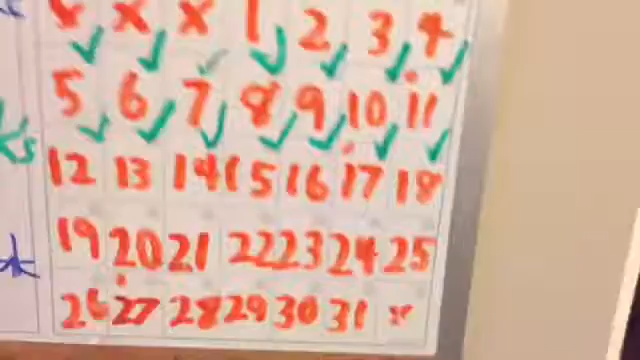 x x x 1 2 3 4
5 6 7 8 9 10 11
12 13 14 15 16 17 18
19 20 21 22 23 24 25
26 27 28 29 30 31 x